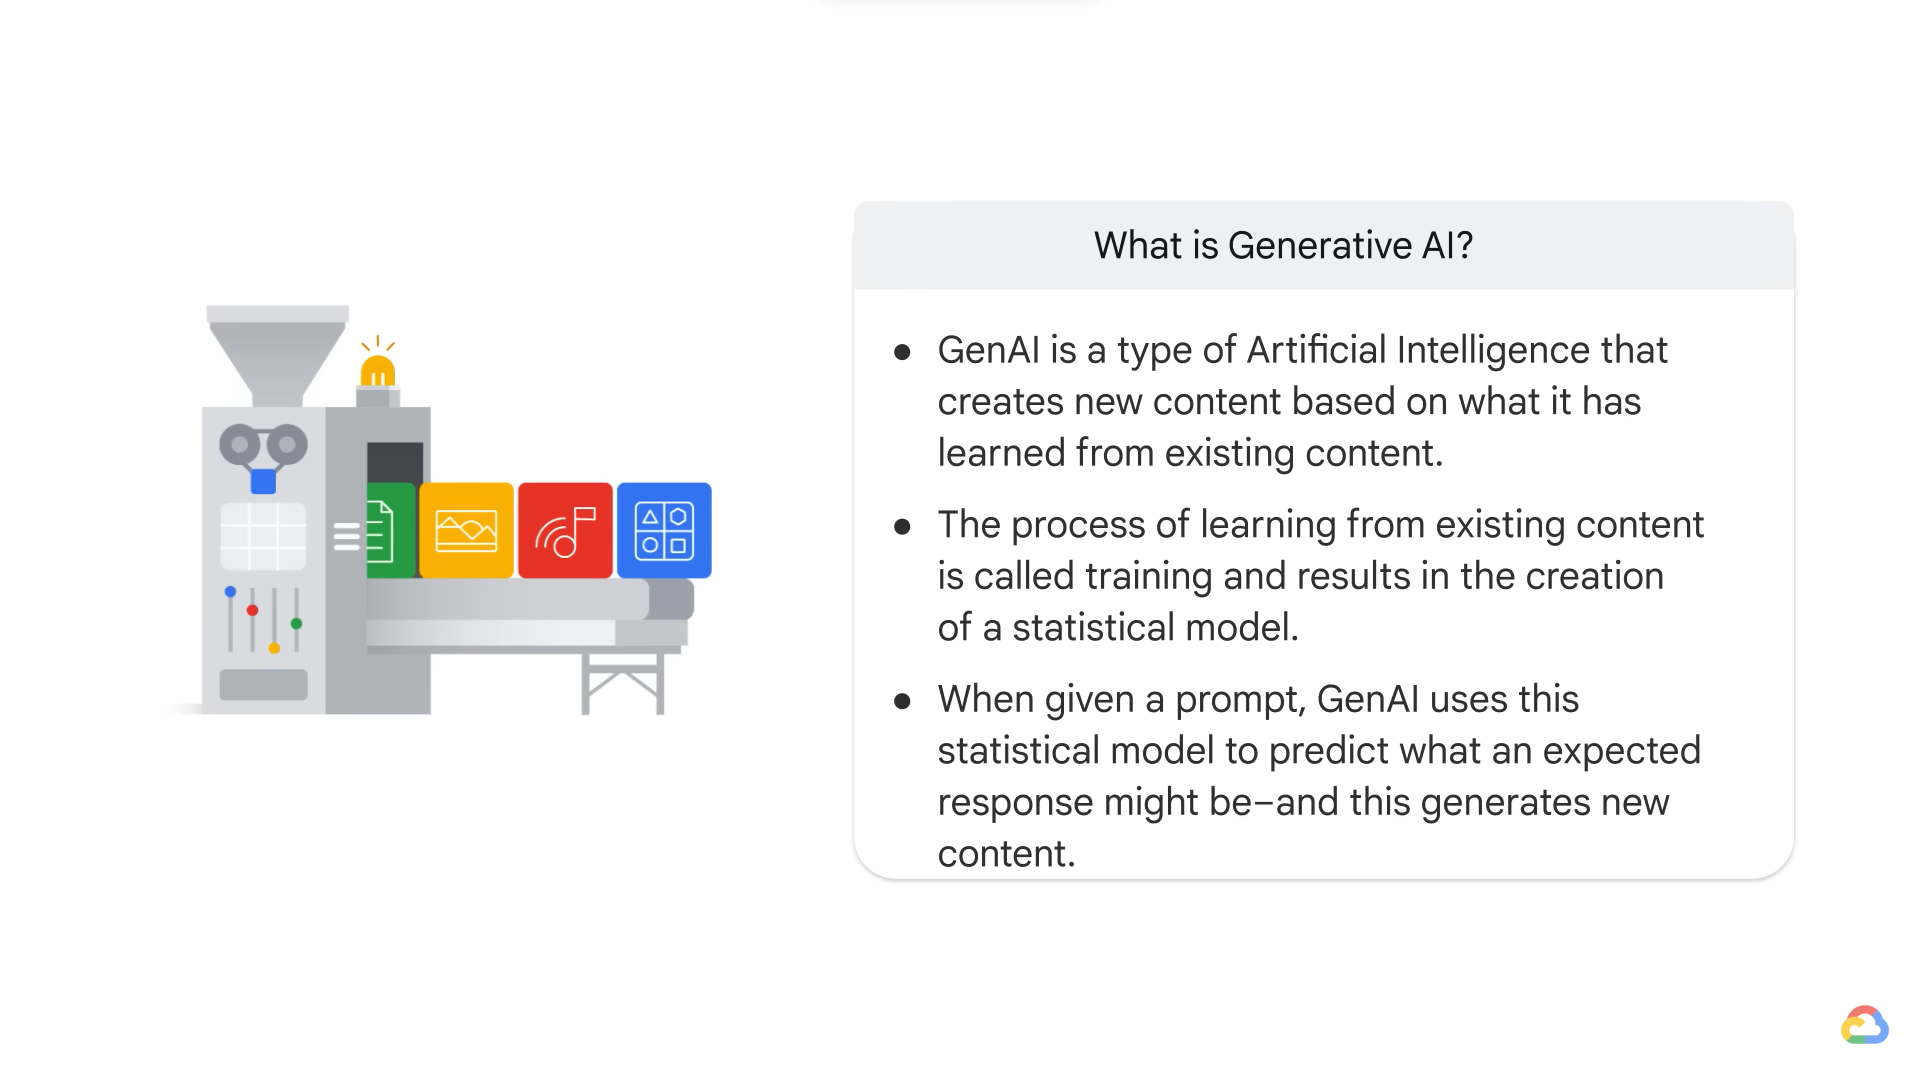 What is Generative AI?
● GenAI is a type of Artificial Intelligence that
creates new content based on what it has
learned from existing content.
● The process of learning from existing content
is called training and results in the creation
of a statistical model.
● When given a prompt, GenAI uses this
statistical model to predict what an expected
response might be–and this generates new
content.